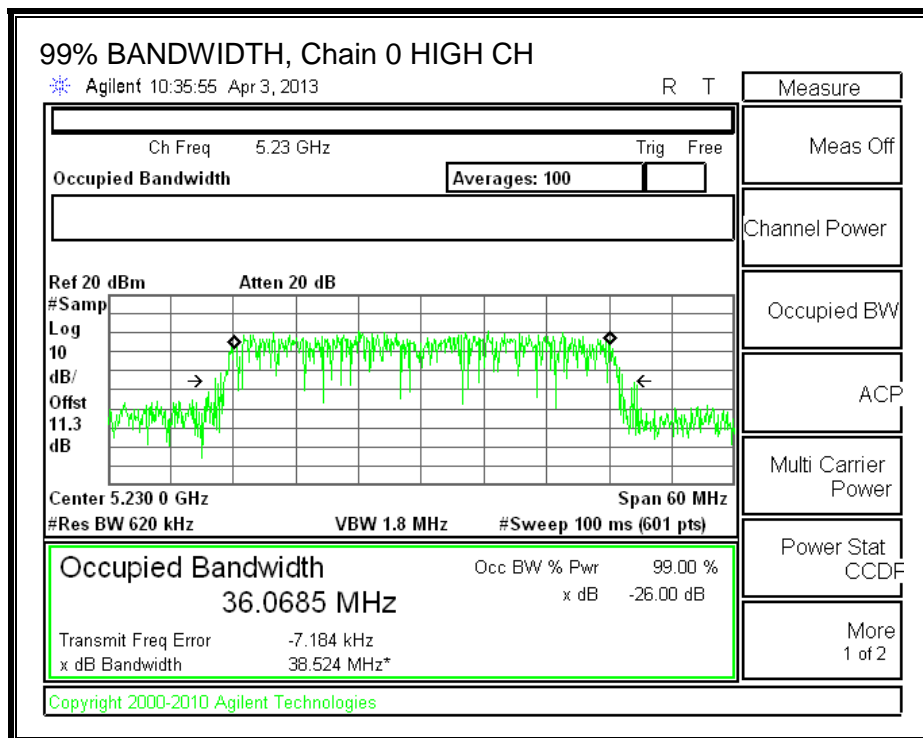 99% BANDWIDTH, Chain 0 HIGH CH
Agilent 10:35:55 Apr 3, 2013 R T
Measure
Ch Freq 5.23 GHz Trig Free
Meas Off
Occupied Bandwidth Averages: 100
Channel Power
Ref 20 dBm Atten 20 dB
#Samp
Log
10
dB/
Offst
11.3
dB
Occupied BW
ACP
Multi Carrier
Power
Center 5.230 0 GHz Span 60 MHz
#Res BW 620 kHz VBW 1.8 MHz #Sweep 100 ms (601 pts)
Power Stat
CCDF
Occupied Bandwidth Occ BW % Pwr 99.00 %
36.0685 MHz x dB -26.00 dB
Transmit Freq Error -7.184 kHz
x dB Bandwidth 38.524 MHz*
More
1 of 2
Copyright 2000-2010 Agilent Technologies